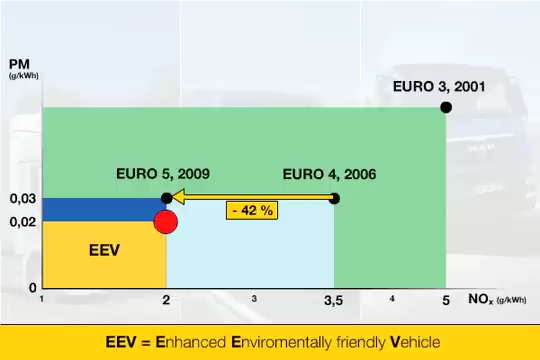 PM
(g/kWh)
EURO 3, 2001
EURO 5, 2009
EURO 4, 2006
0,03
- 42 %
0,02
EEV
0
1
2
3
3,5
4
5
NOx (g/kWh)
EEV = Enhanced Enviromentally friendly Vehicle